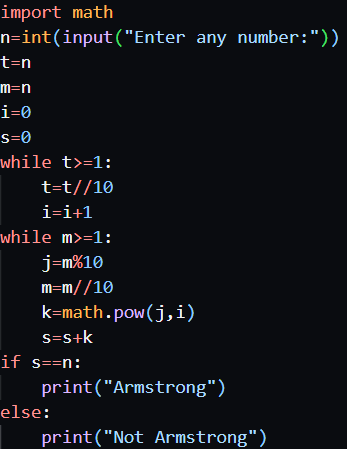 import math
n=int(input("Enter any number:"))
t=n
m=n
i=0
s=0
while t>=1:
    t=t//10
    i=i+1
while m>=1:
    j=m%10
    m=m//10
    k=math.pow(j,i)
    s=s+k
if s==n:
    print("Armstrong")
else:
    print("Not Armstrong")